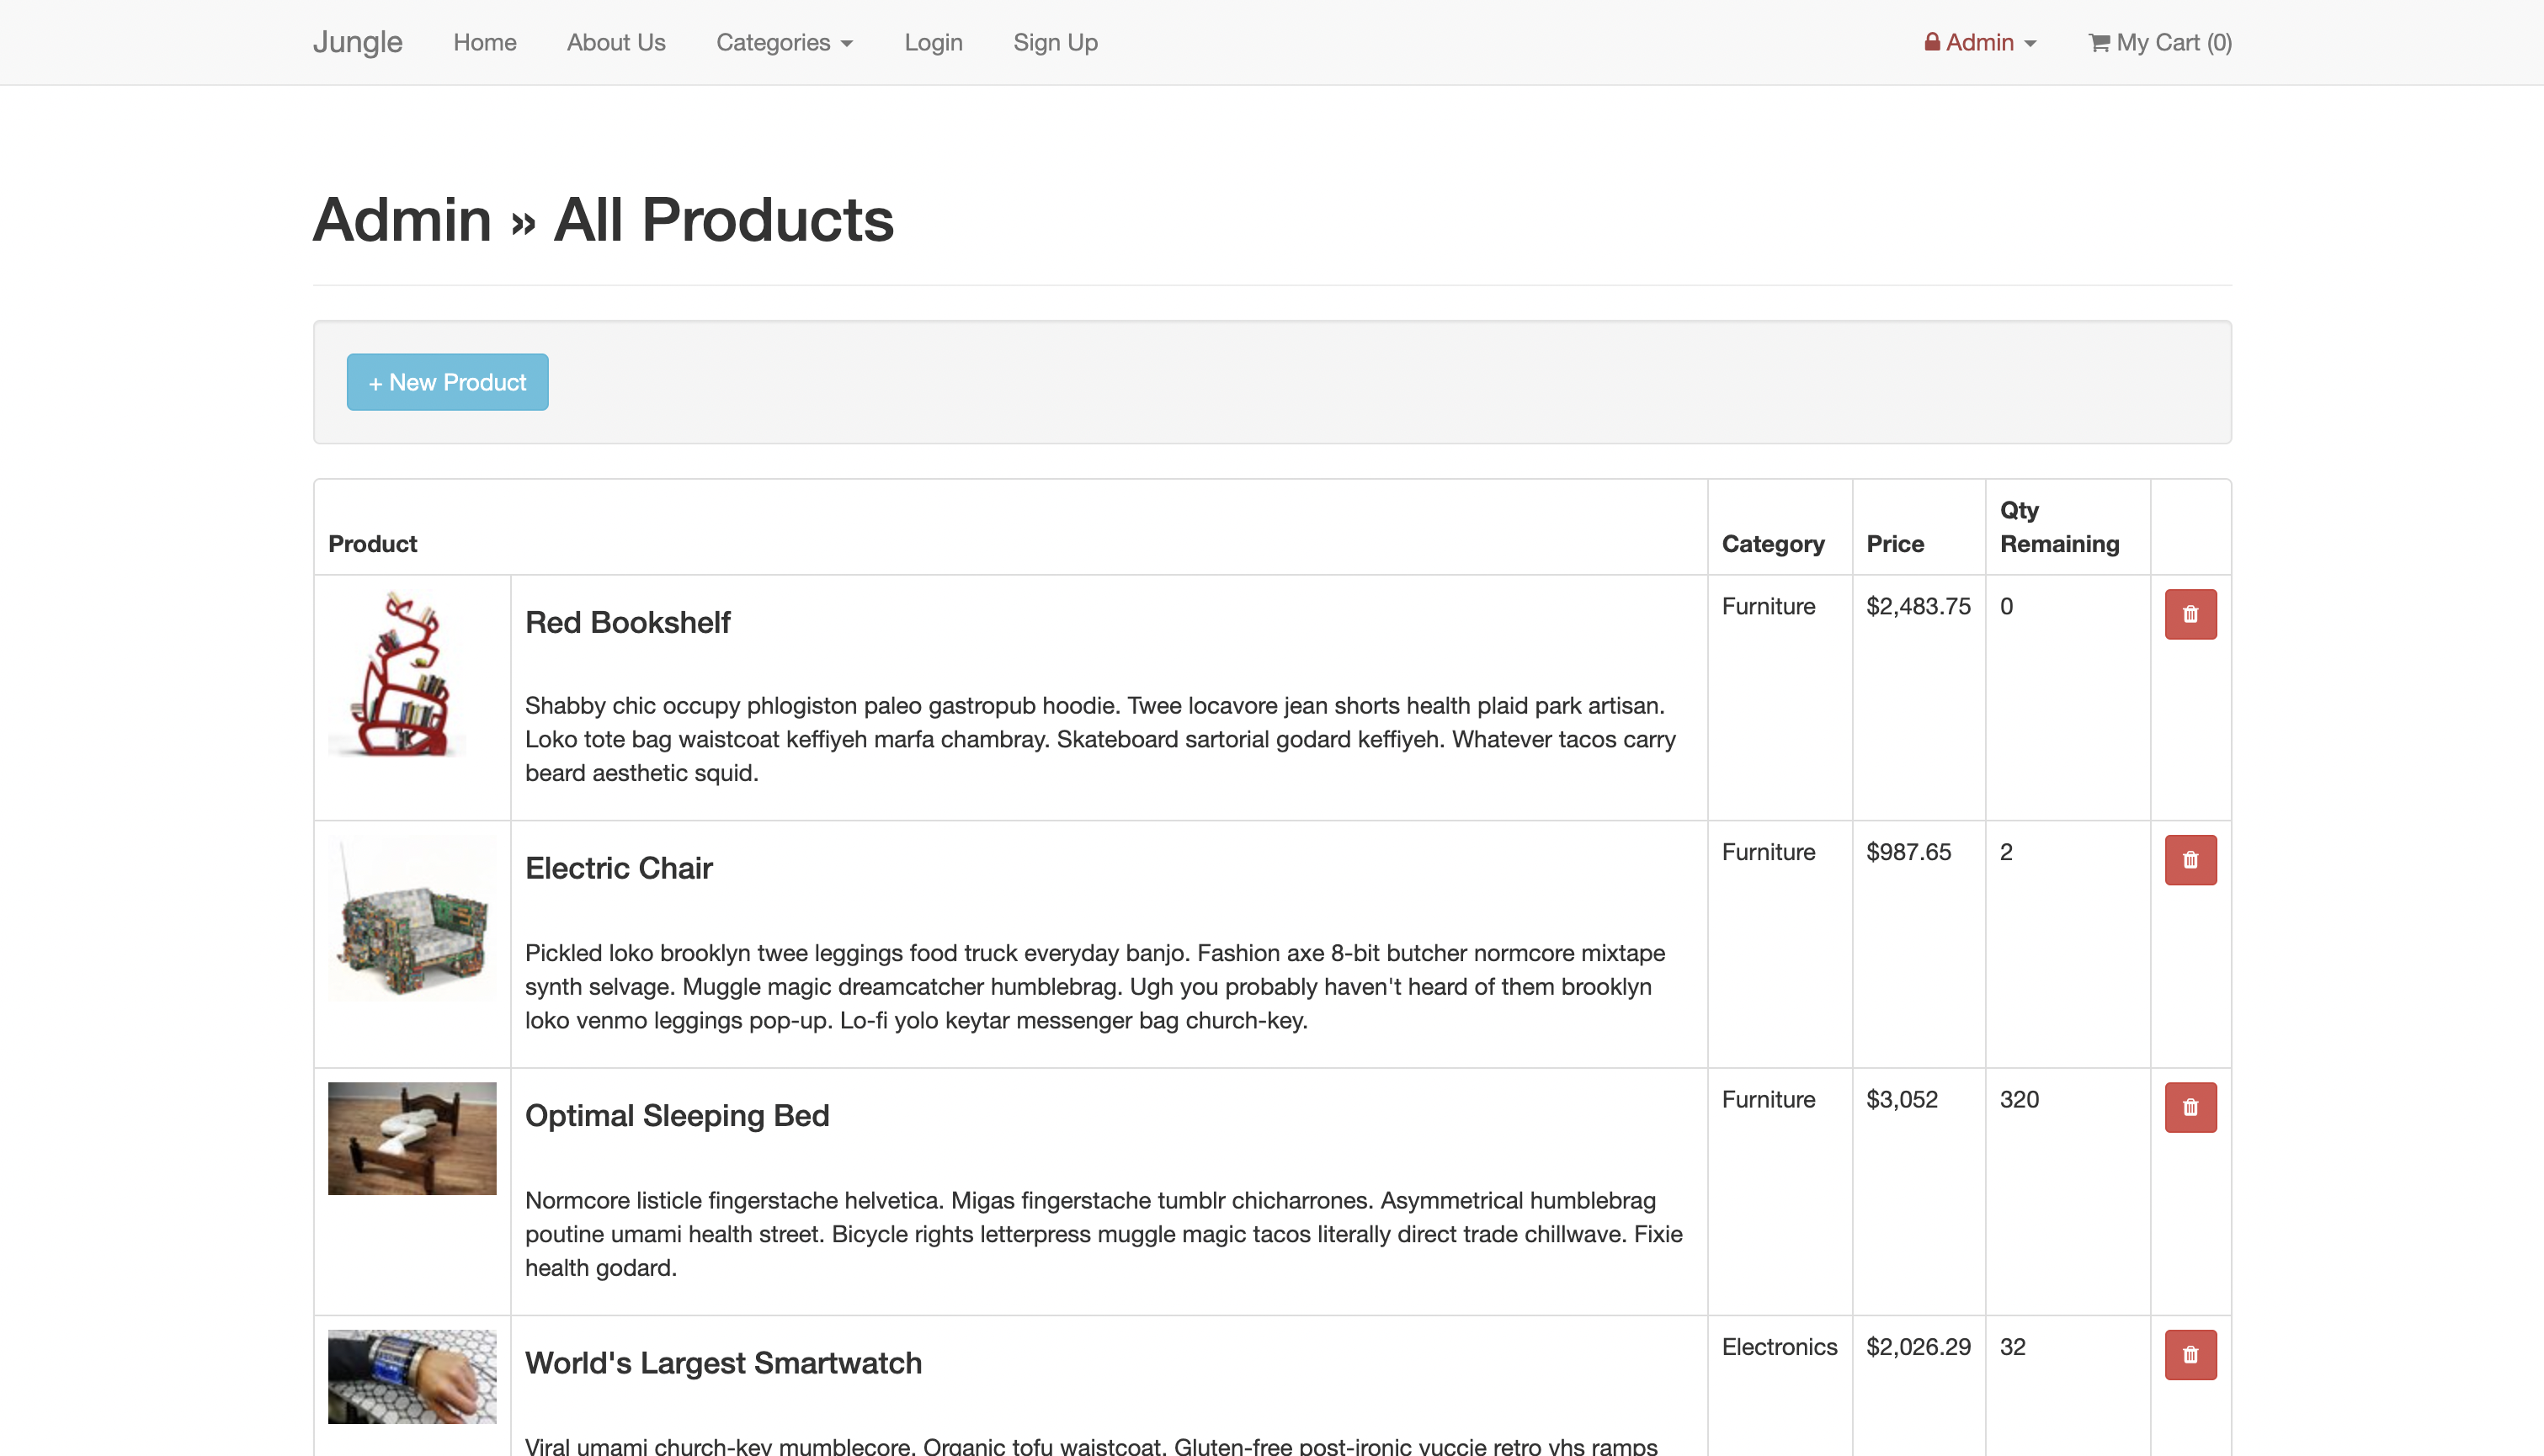 Jungle Home About Us Categories Login Sign Up Admin My Cart (0)
Admin » All Products
+ New Product
Product Category Price Qty Remaining
Red Bookshelf Furniture $2,483.75 0
Shabby chic occupy phlogiston paleo gastropub hoodie. Twee locavore jean shorts health plaid park artisan.
Loko tote bag waistcoat keffiyeh marfa chambray. Skateboard sartorial godard keffiyeh. Whatever tacos carry
beard aesthetic squid.
Electric Chair Furniture $987.65 2
Pickled loko brooklyn twee leggings food truck everyday banjo. Fashion axe 8-bit butcher normcore mixtape
synth selvage. Muggle magic dreamcatcher humblebrag. Ugh you probably haven't heard of them brooklyn
loko venmo leggings pop-up. Lo-fi yolo keytar messenger bag church-key.
Optimal Sleeping Bed Furniture $3,052 320
Normcore listicle fingerstache helvetica. Migas fingerstache tumblr chicharrones. Asymmetrical humblebrag
poutine umami health street. Bicycle rights letterpress muggle magic tacos literally direct trade chillwave. Fixie
health godard.
World's Largest Smartwatch Electronics $2,026.29 32
Viral umami church-key mumblecore. Organic tofu waistcoat. Gluten-free post-ironic yuccie retro vhs ramps